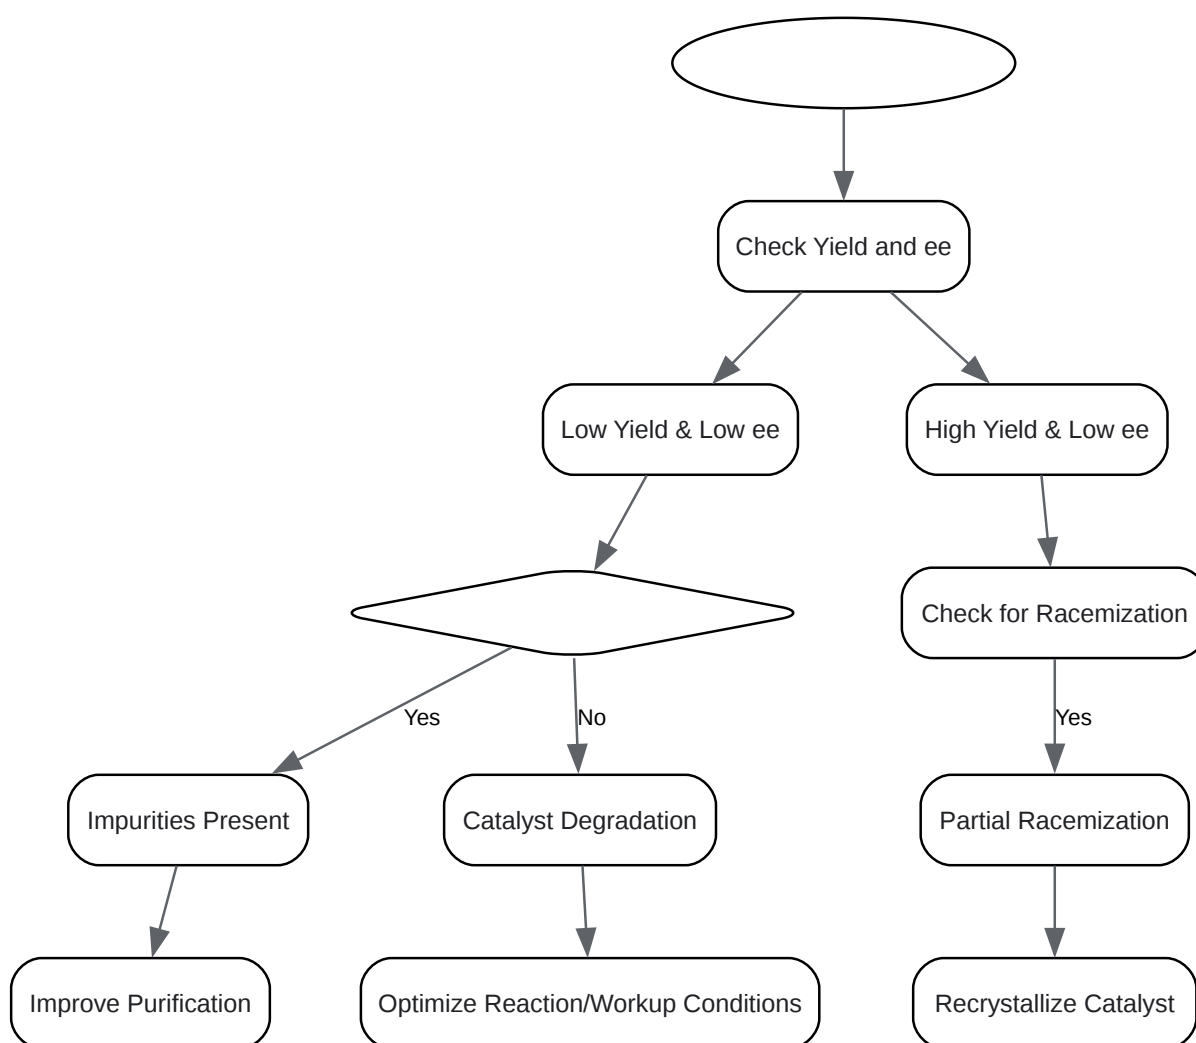 Check Yield and ee
Low Yield & Low ee
High Yield & Low ee
Check for Racemization
Yes
No
Yes
Impurities Present
Catalyst Degradation
Partial Racemization
Improve Purification
Optimize Reaction/Workup Conditions
Recrystallize Catalyst